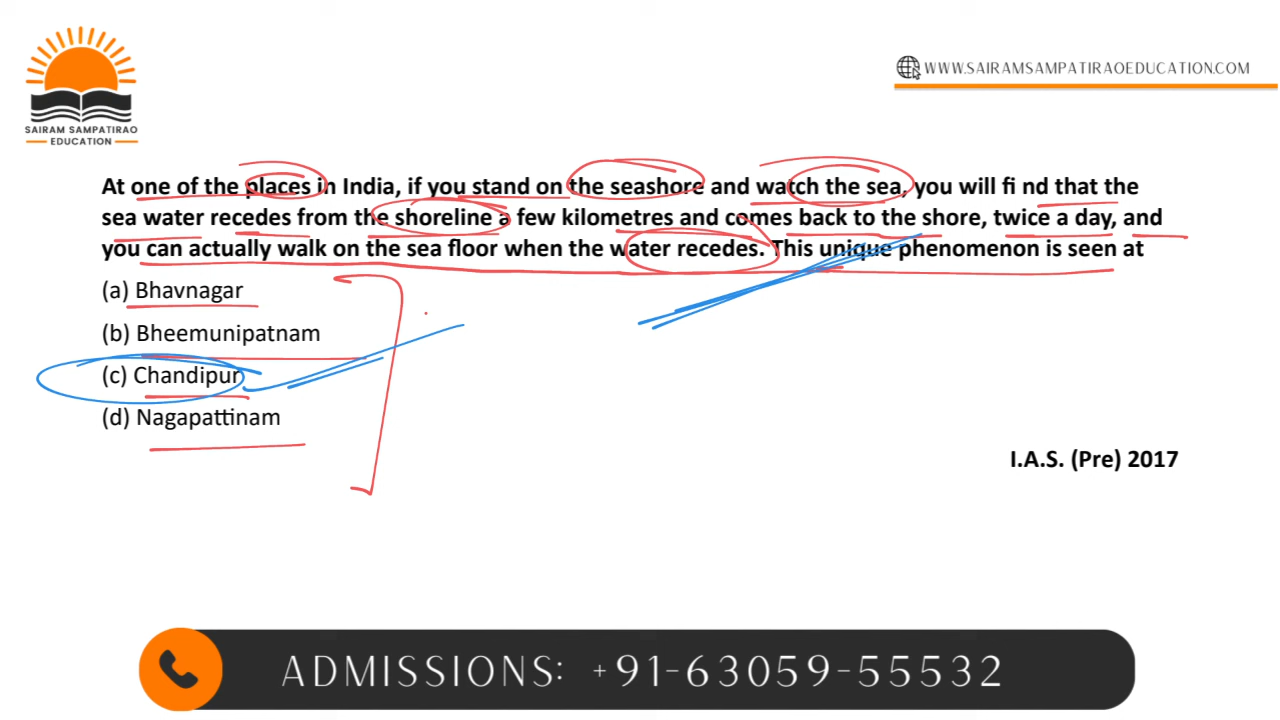 WWW.SAIRAMSAMPATIRAOEDUCATION.COM
SAIRAM SAMPATIRAO
EDUCATION
At one of the places in India, if you stand on the seashore and watch the sea, you will fi nd that the
sea water recedes from the shoreline a few kilometres and comes back to the shore, twice a day, and
you can actually walk on the sea floor when the water recedes. This unique phenomenon is seen at
(a) Bhavnagar
(b) Bheemunipatnam
(c) Chandipur
(d) Nagapattinam
I.A.S. (Pre) 2017
ADMISSIONS: +91-63059-55532